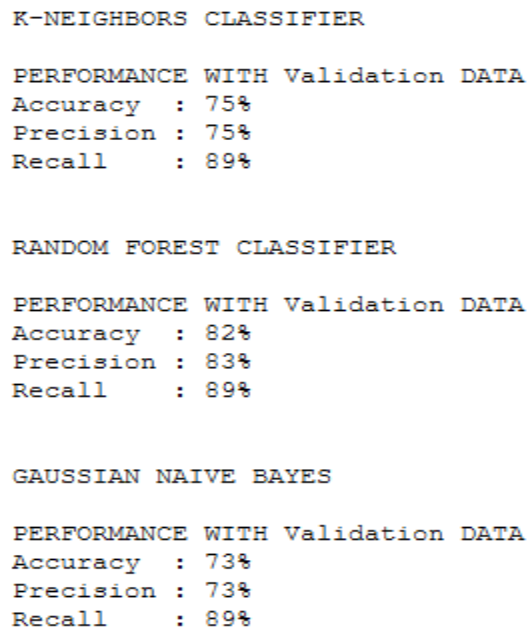 K-NEIGHBORS CLASSIFIER
PERFORMANCE WITH Validation DATA
Accuracy  : 75%
Precision : 75%
Recall    : 89%
RANDOM FOREST CLASSIFIER
PERFORMANCE WITH Validation DATA
Accuracy  : 82%
Precision : 83%
Recall    : 89%
GAUSSIAN NAIVE BAYES
PERFORMANCE WITH Validation DATA
Accuracy  : 73%
Precision : 73%
Recall    : 89%